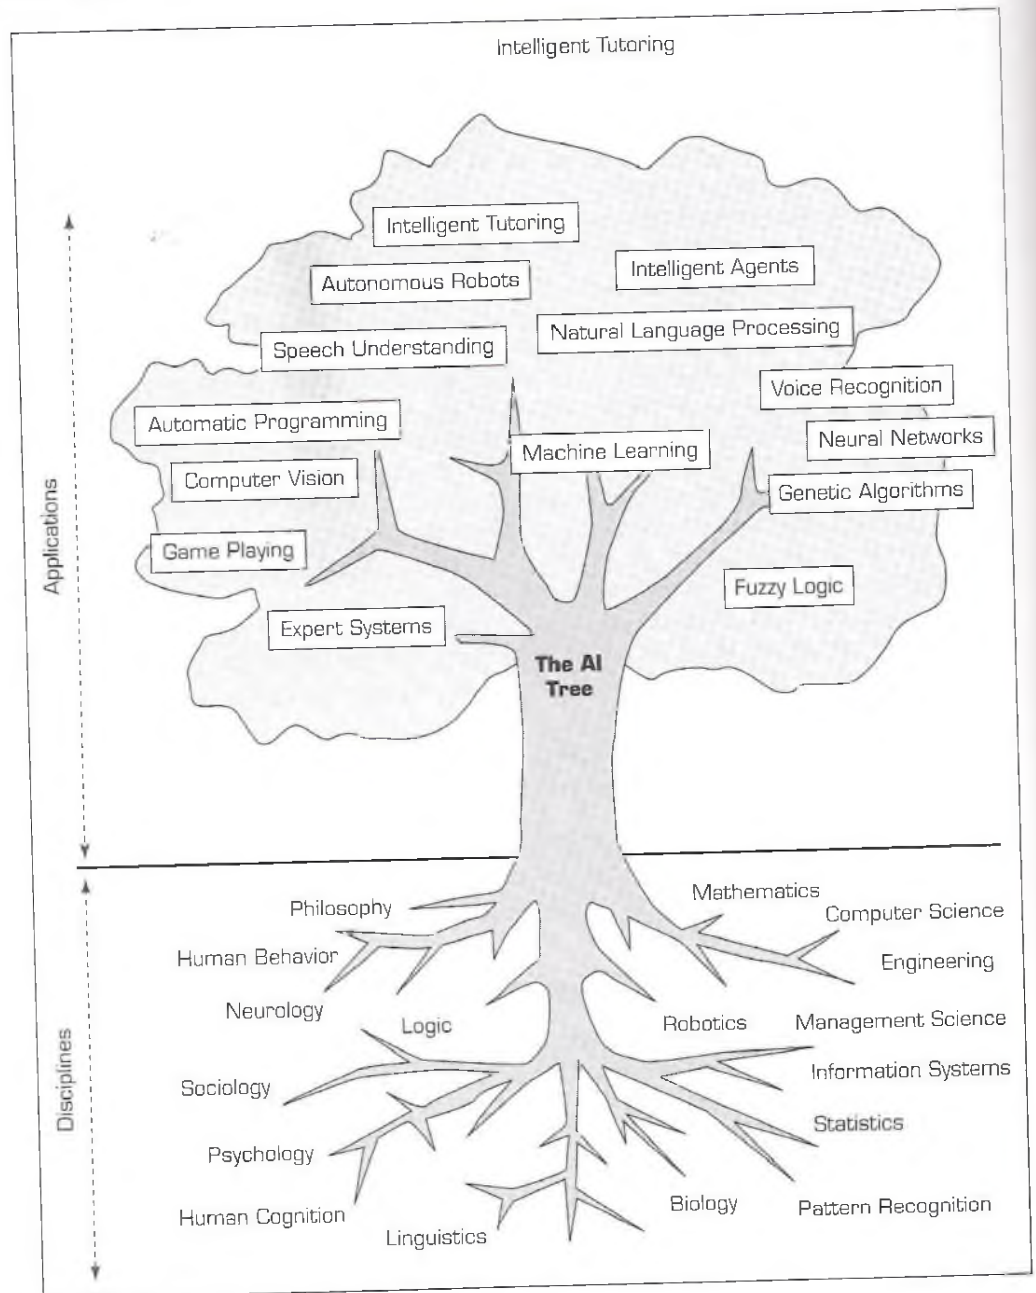 Intelligent Tutoring
Intelligent Tutoring
Intelligent Agents
Autonomous Robots
Natural Language Processing
Speech Understanding
Voice Recognition
Automatic Programming
Neural Networks
Machine Learning
Computer Vision
Genetic Algorithms
Game Playing
Fuzzy Logic
Expert Systems
The AI
Tree
Applications
Mathematics
Philosophy
Computer Science
Human Behavior
Engineering
Neurology
Logic
Robotics
Management Science
Information Systems
Sociology
Disciplines
Statistics
Psychology
Biology
Pattern Recognition
Human Cognition
Linguistics